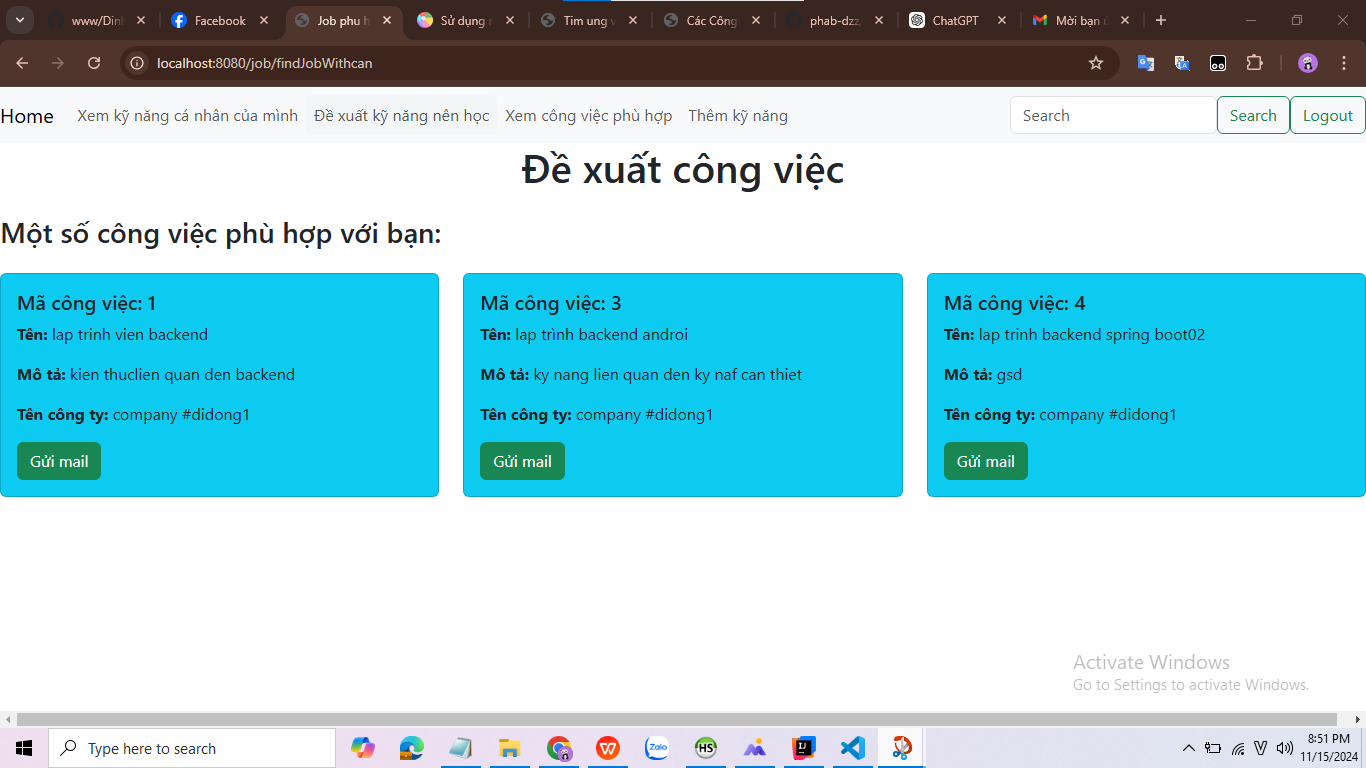 www/Dinl
Facebook
Job phu h
Sử dụng r
Tim ung v
Các Công
phab-dzz/
ChatGPT
Mời bạn ú
localhost:8080/job/findJobWithcan
Home Xem kỹ năng cá nhân của mình Đề xuất kỹ năng nên học Xem công việc phù hợp Thêm kỹ năng Search Search Logout
Đề xuất công việc
Một số công việc phù hợp với bạn:
Mã công việc: 1
Tên: lap trinh vien backend
Mô tả: kien thuclien quan den backend
Tên công ty: company #didong1
Gửi mail
Mã công việc: 3
Tên: lap trình backend androi
Mô tả: ky nang lien quan den ky naf can thiet
Tên công ty: company #didong1
Gửi mail
Mã công việc: 4
Tên: lap trinh backend spring boot02
Mô tả: gsd
Tên công ty: company #didong1
Gửi mail
Activate Windows
Go to Settings to activate Windows.
Type here to search
Zalo
HS
8:51 PM
11/15/2024